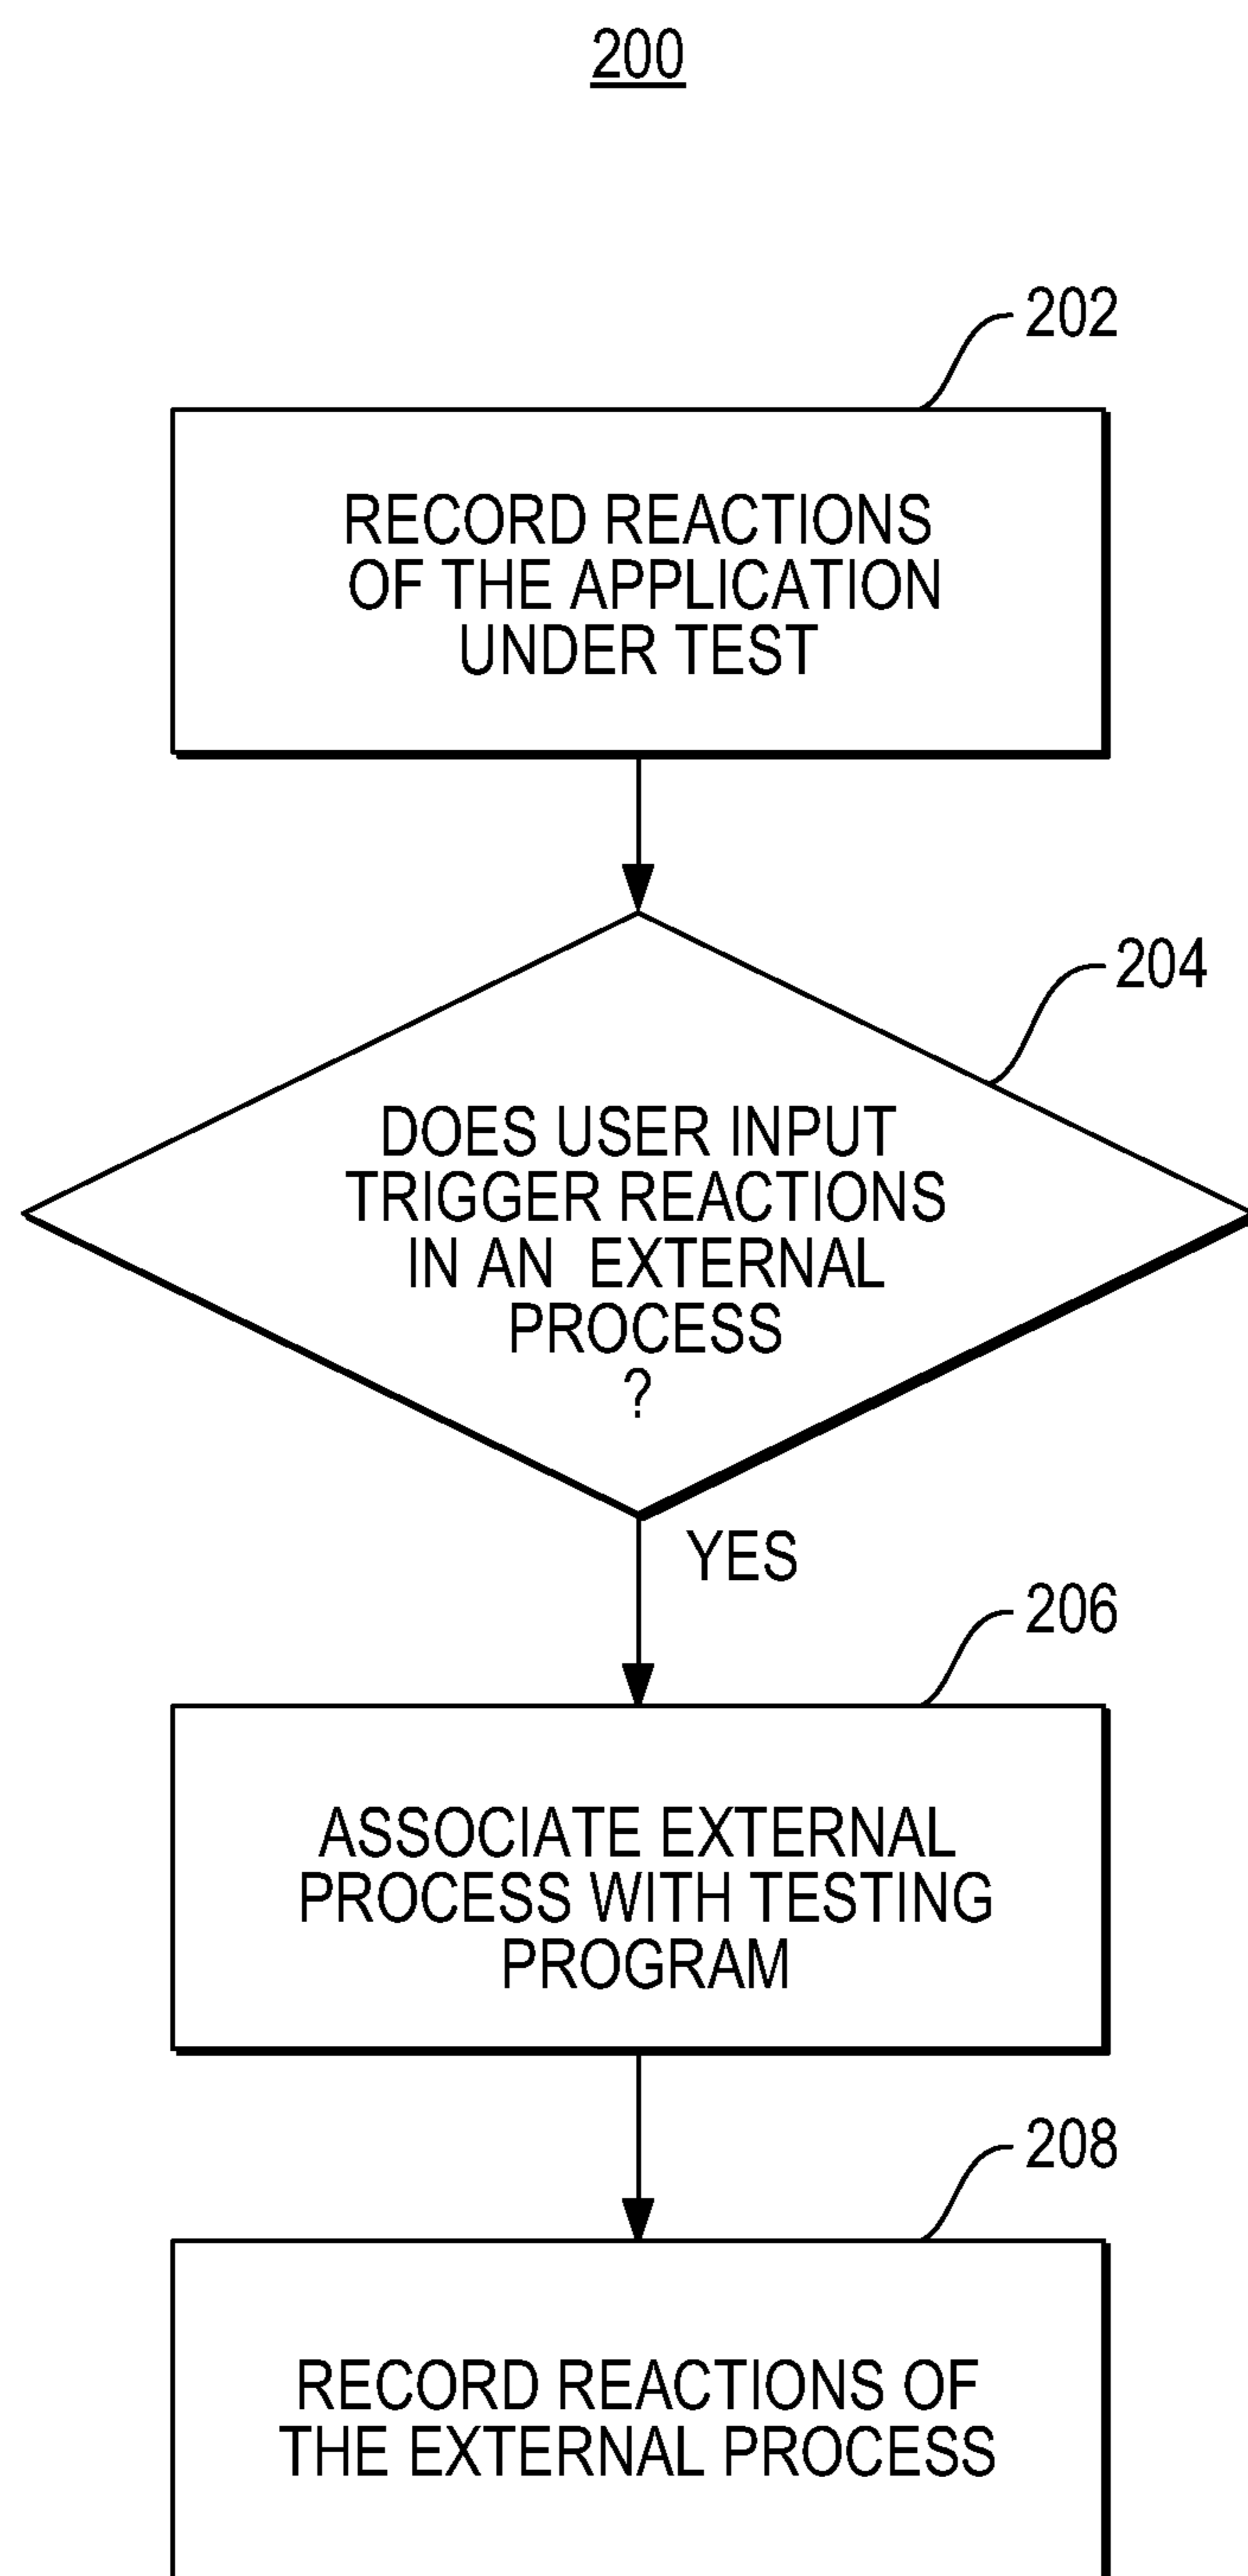 200
202
RECORD REACTIONS
OF THE APPLICATION
UNDER TEST
204
DOES USER INPUT
TRIGGER REACTIONS
IN AN EXTERNAL
PROCESS
?
YES
206
ASSOCIATE EXTERNAL
PROCESS WITH TESTING
PROGRAM
208
RECORD REACTIONS OF
THE EXTERNAL PROCESS